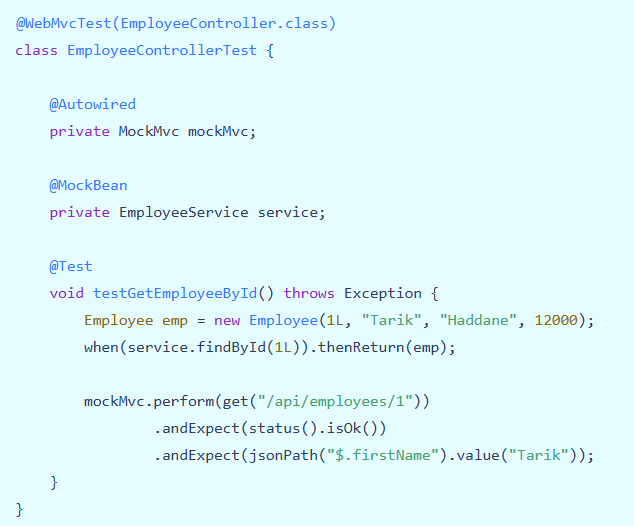 @WebMvcTest(EmployeeController.class)
class EmployeeControllerTest {
@Autowired
private MockMvc mockMvc;
@MockBean
private EmployeeService service;
@Test
void testGetEmployeeById() throws Exception {
Employee emp = new Employee(1L, "Tarik", "Haddane", 12000);
when(service.findById(1L)).thenReturn(emp);
mockMvc.perform(get("/api/employees/1"))
.andExpect(status().isOk())
.andExpect(jsonPath("$.firstName").value("Tarik"));
}
}